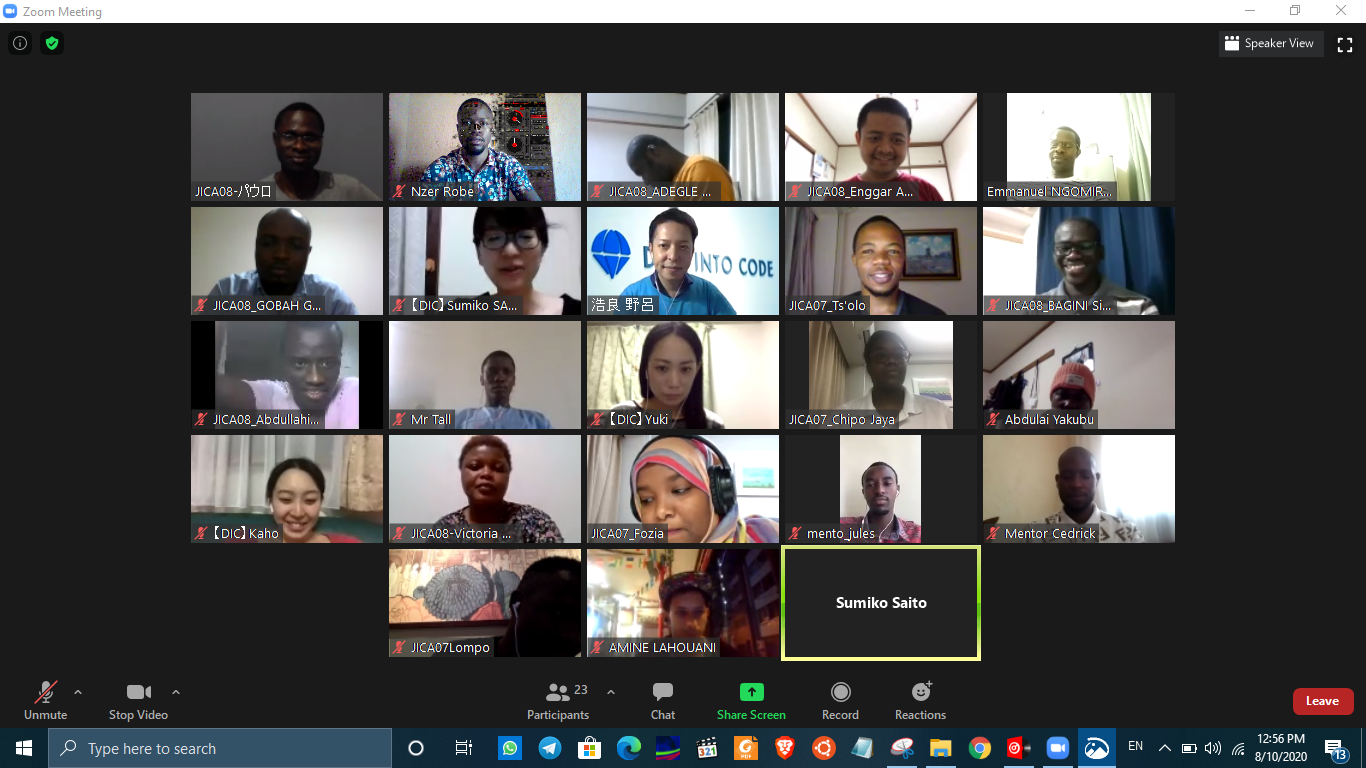 Zoom Meeting
Speaker View
JICA08-パウロ
Nzer Robe
JICA08_ADEGLE ...
JICA08_Enggar A...
Emmanuel NGOMIR...
JICA08_GOBAH G...
【DIC】Sumiko SA...
浩良 野呂
INTO CODE
JICA07_Ts'olo
JICA08_BAGINI Si...
JICA08_Abdullahi...
Mr Tall
【DIC】Yuki
JICA07_Chipo Jaya
Abdulai Yakubu
【DIC】Kaho
JICA08-Victoria ...
JICA07_Fozia
mento_jules
Mentor Cedrick
JICA07Lompo
AMINE LAHOUANI
Sumiko Saito
Unmute
Stop Video
23
Participants
Chat
Share Screen
Record
Reactions
Leave
Type here to search
321
PDF
EN
12:56 PM
8/10/2020
13